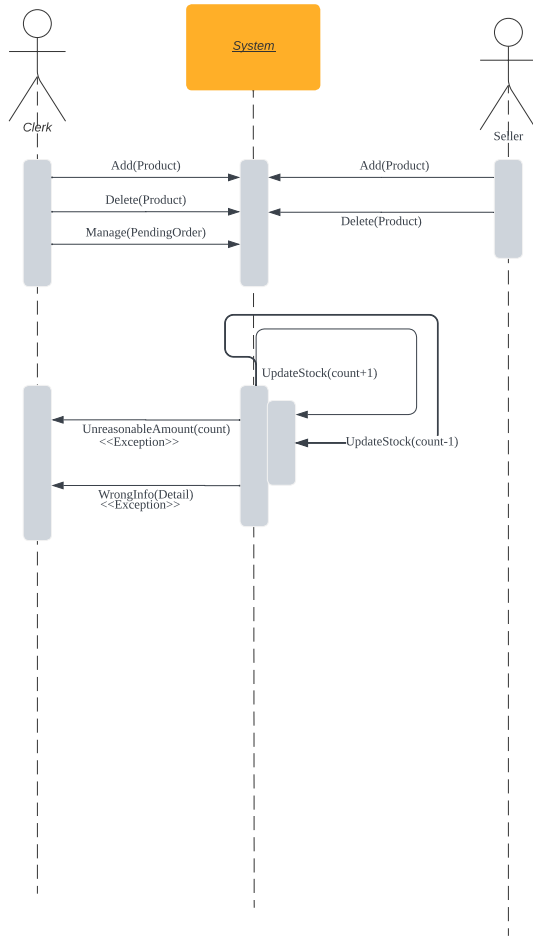 System
Clerk
Seller
Add(Product)
Add(Product)
Delete(Product)
Delete(Product)
Manage(PendingOrder)
UpdateStock(count+1)
UnreasonableAmount(count)
<<Exception>>
UpdateStock(count-1)
WrongInfo(Detail)
<<Exception>>